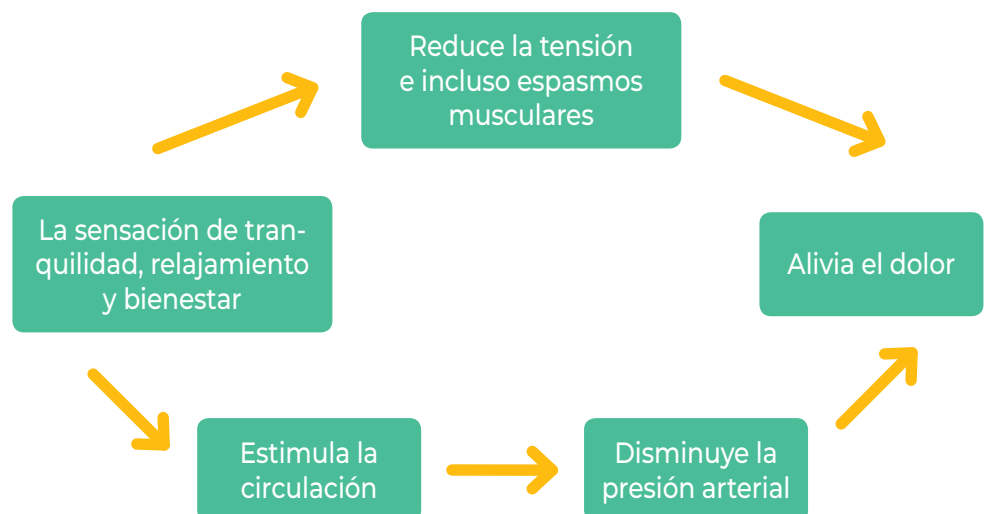 Reduce la tensión
e incluso espasmos
musculares
La sensación de tran-
quilidad, relajamiento
y bienestar
Alivia el dolor
Estimula la
circulación
Disminuye la
presión arterial